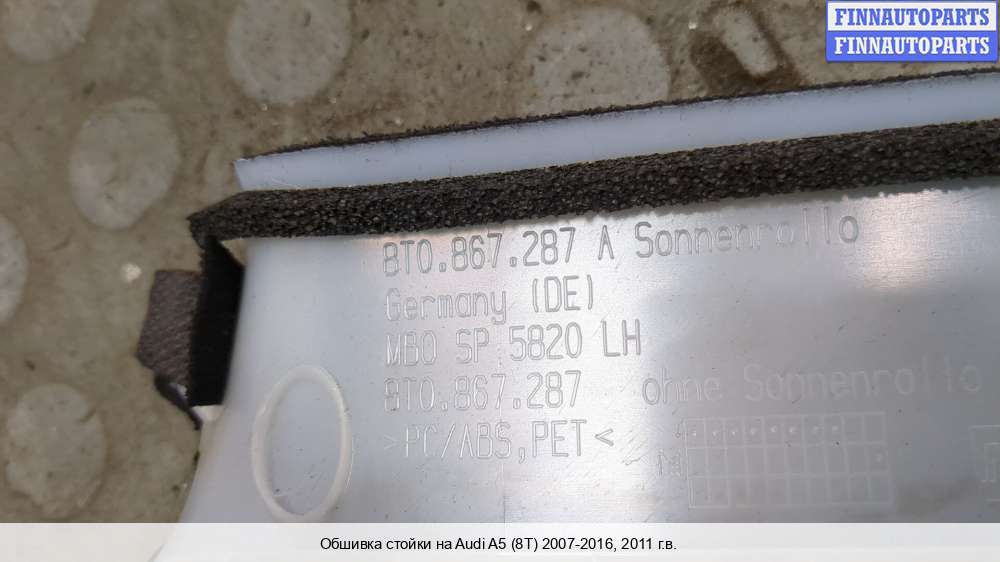 FINNAUTOPARTS
FINNAUTOPARTS
8T0.867.287 A Sonnenrollo
Germany (DE)
MBO SP 5820 LH
8T0.867.287 ohne Sonnenrollo
>PC/ABS,PET<
Обшивка стойки на Audi A5 (8T) 2007-2016, 2011 г.в.